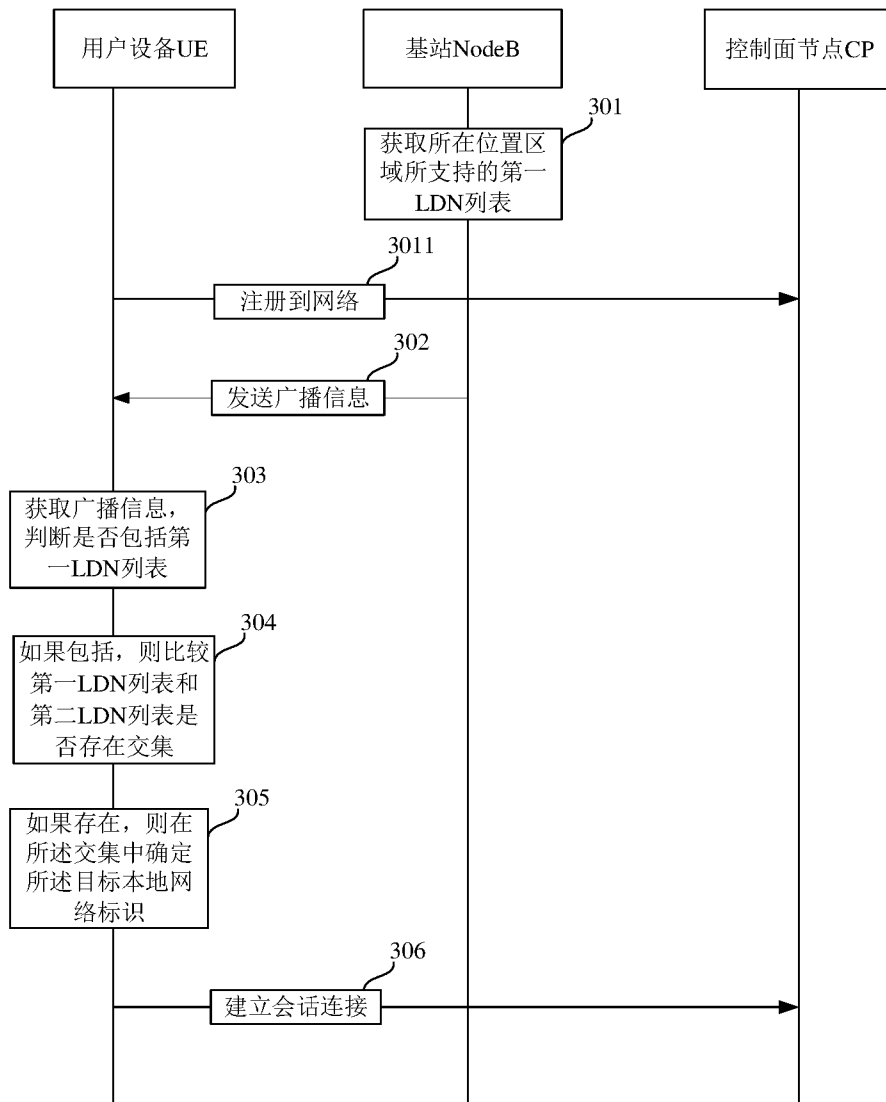 用户设备UE
基站NodeB
控制面节点CP
301
获取所在位置区
域所支持的第一
LDN列表
3011
注册到网络
302
发送广播信息
303
获取广播信息，
判断是否包括第
一LDN列表
304
如果包括，则比较
第一LDN列表和
第二LDN列表是
否存在交集
305
如果存在，则在
所述交集中确定
所述目标本地网
络标识
306
建立会话连接